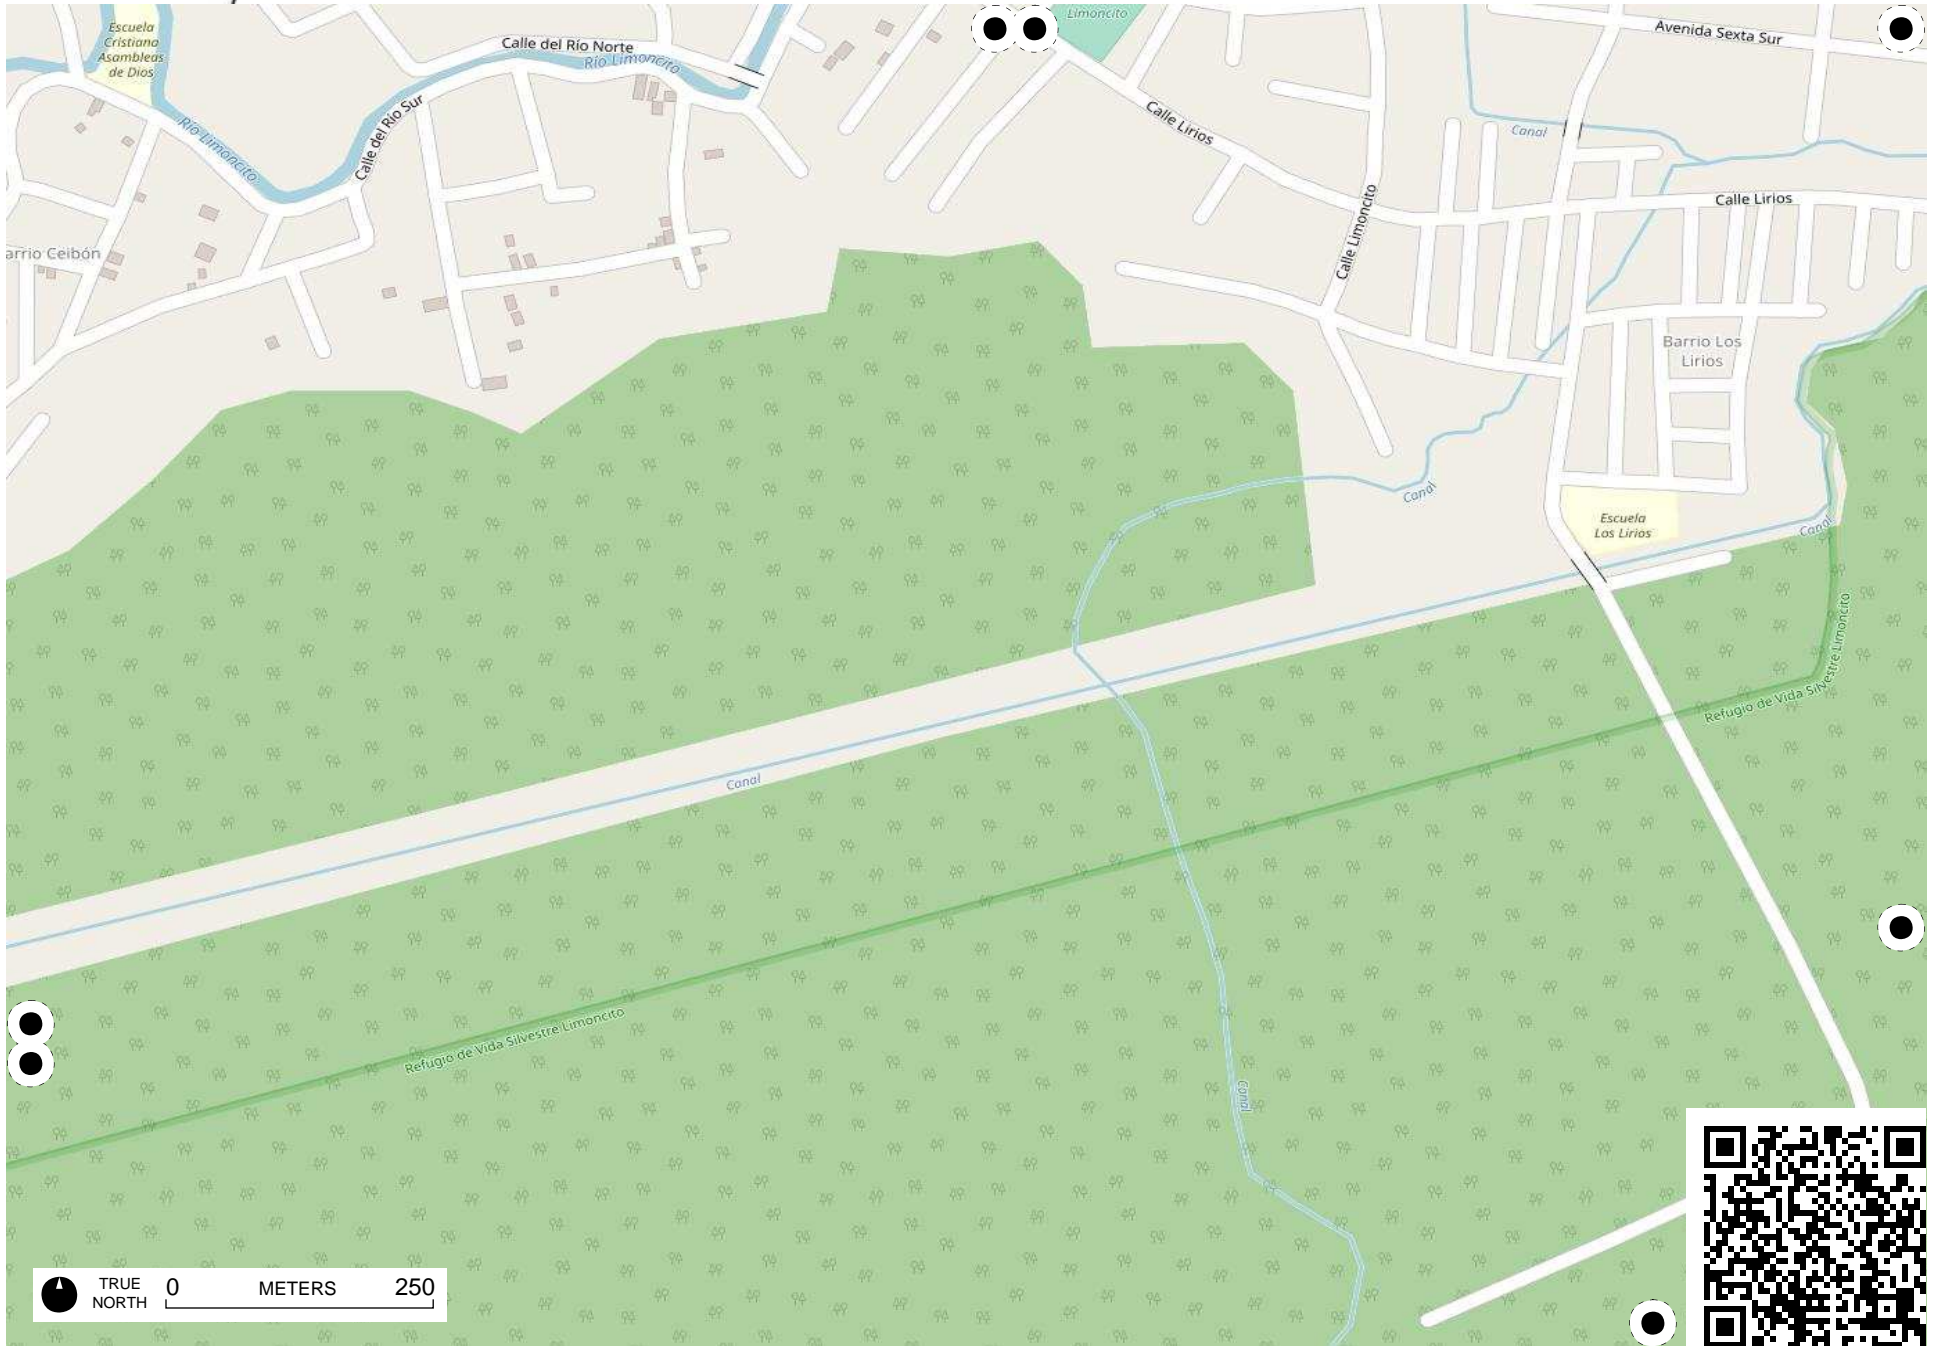 Limoncito
Escuela
Cristiana
Asambleas
de Dios
Avenida Sexta Sur
Calle del Río Norte
Río Limoncito
Calle del Río Sur
Río Limoncito
Calle Lirios
Canal
Calle Limoncito
Calle Lirios
arrio Ceibón
Barrio Los
Lirios
Canal
Escuela
Los Lirios
Canal
Refugio de Vida Silvestre Limoncito
Canal
Refugio de Vida Silvestre Limoncito
Canal
TRUE
NORTH
0 METERS 250